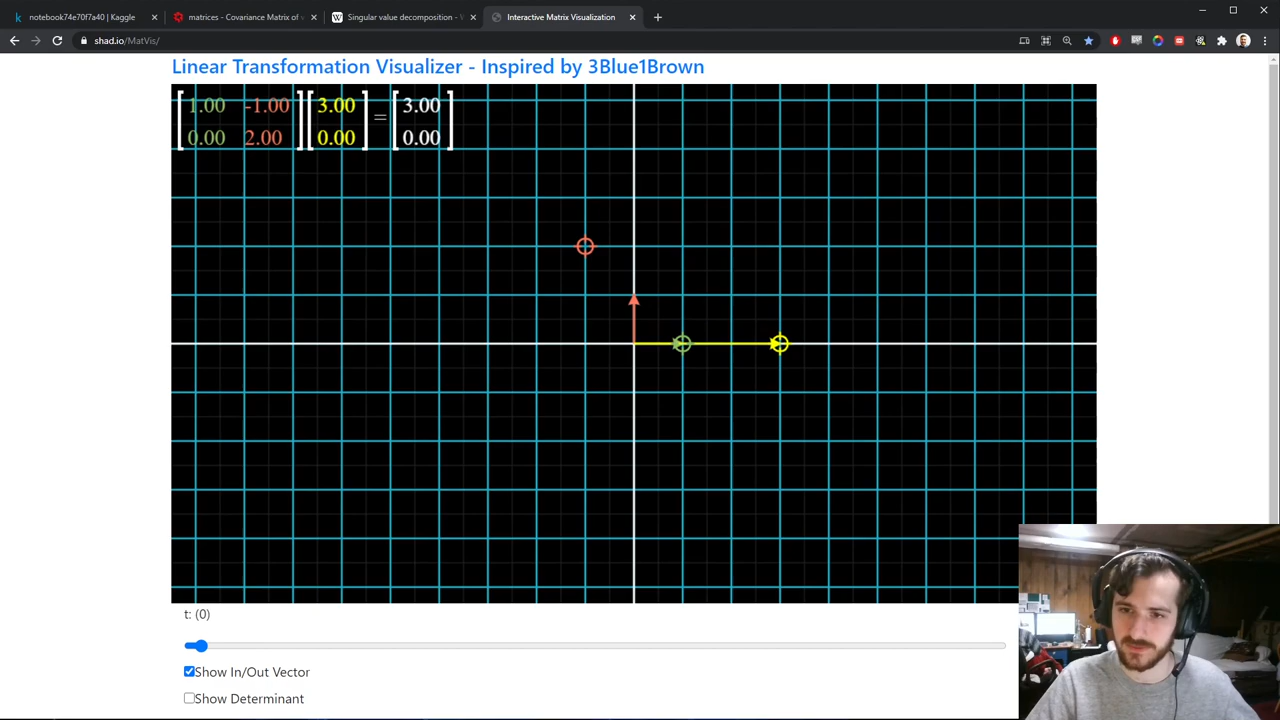 notebook74e70f7a40 | Kaggle
matrices - Covariance Matrix of v
Singular value decomposition - W
Interactive Matrix Visualization
shad.io/MatVis/
Linear Transformation Visualizer - Inspired by 3Blue1Brown
1.00 -1.00 3.00 = 3.00
0.00 2.00 0.00 0.00
t: (0)
Show In/Out Vector
Show Determinant